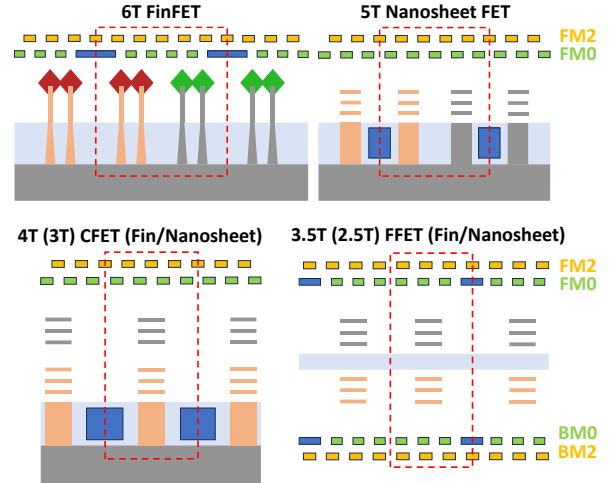 6T FinFET
5T Nanosheet FET
FM2
FM0
4T (3T) CFET (Fin/Nanosheet)
3.5T (2.5T) FFET (Fin/Nanosheet)
FM2
FM0
BM0
BM2